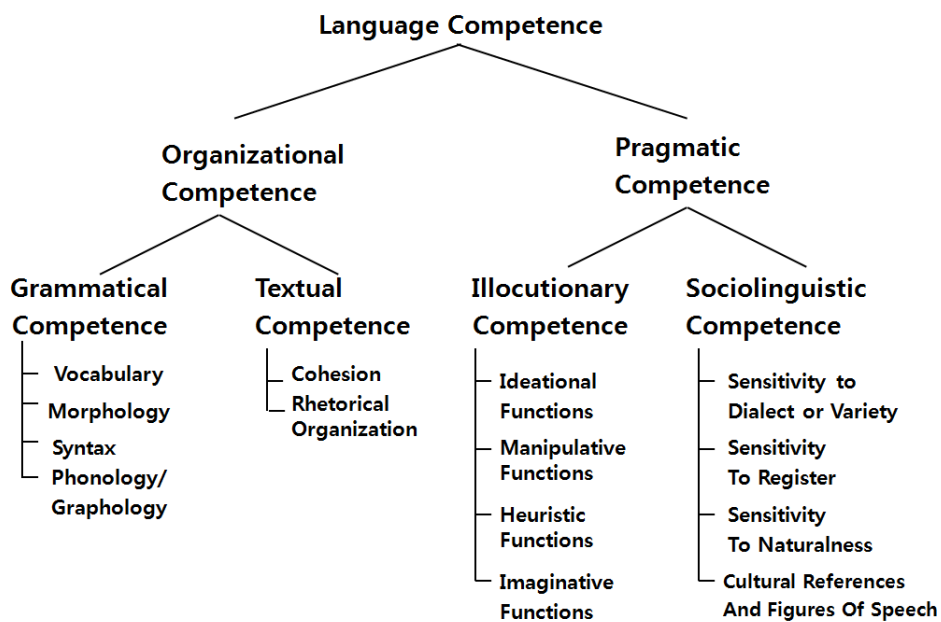 Language Competence
Organizational
Competence
Pragmatic
Competence
Grammatical
Competence
Vocabulary
Morphology
Syntax
Phonology/
Graphology
Textual
Competence
Cohesion
Rhetorical
Organization
Illocutionary
Competence
Ideational
Functions
Manipulative
Functions
Heuristic
Functions
Imaginative
Functions
Sociolinguistic
Competence
Sensitivity to
Dialect or Variety
Sensitivity
To Register
Sensitivity
To Naturalness
Cultural References
And Figures Of Speech